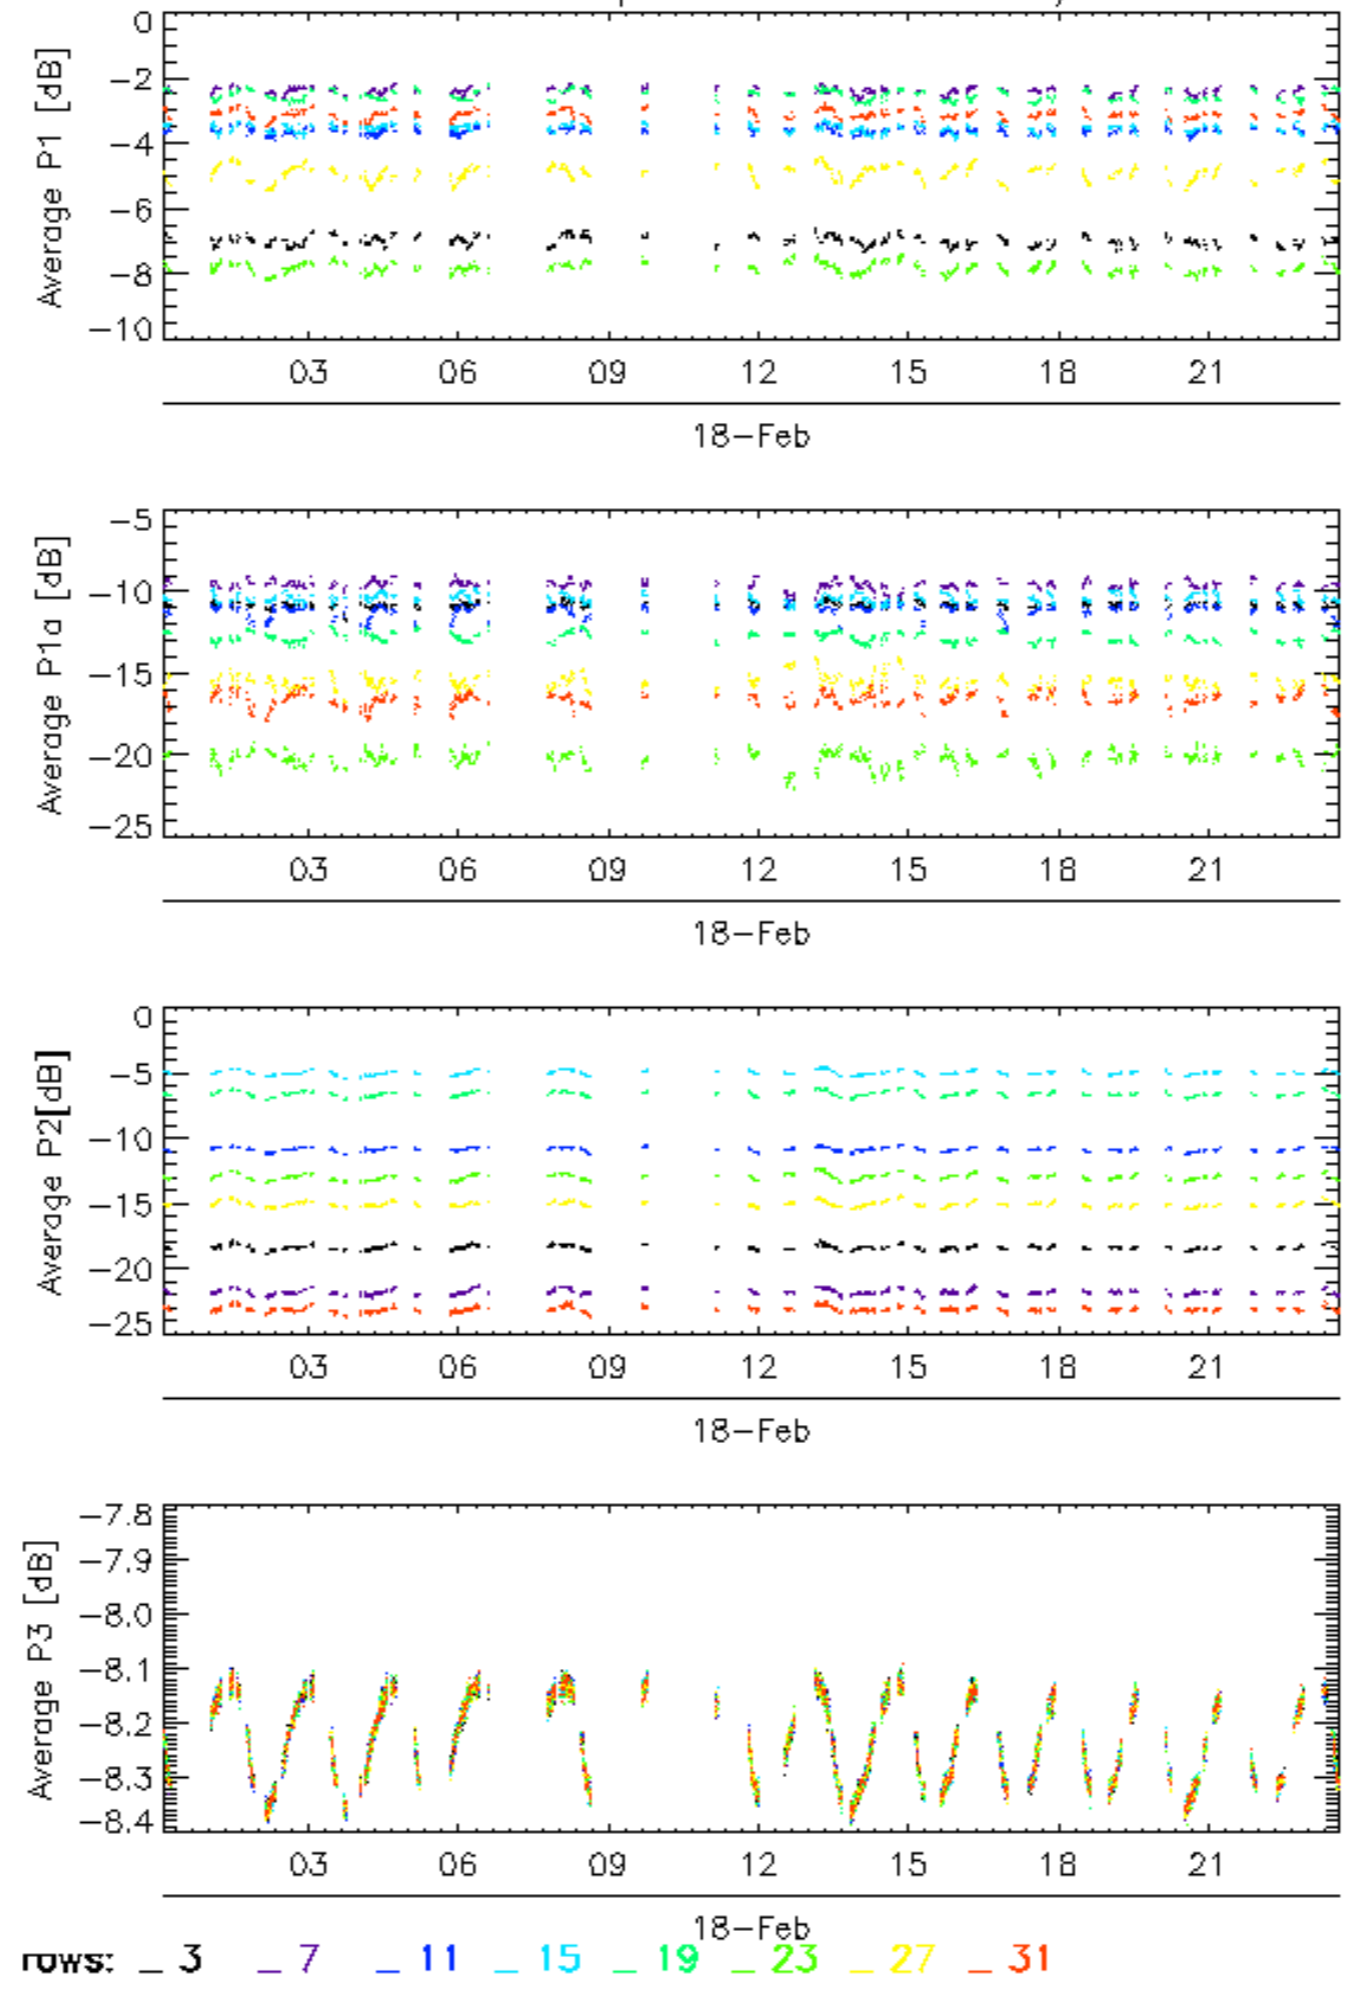 0
-2
-4
-6
-8
-10
Average P1 [dB]
03 06 09 12 15 18 21
18-Feb
-5
-10
-15
-20
-25
Average P1a [dB]
03 06 09 12 15 18 21
18-Feb
0
-5
-10
-15
-20
-25
Average P2[dB]
03 06 09 12 15 18 21
18-Feb
-7.8
-7.9
-8.0
-8.1
-8.2
-8.3
-8.4
Average P3 [dB]
03 06 09 12 15 18 21
18-Feb
rows: _ 3 _ 7 _ 11 _ 15 _ 19 _ 23 _ 27 _ 31